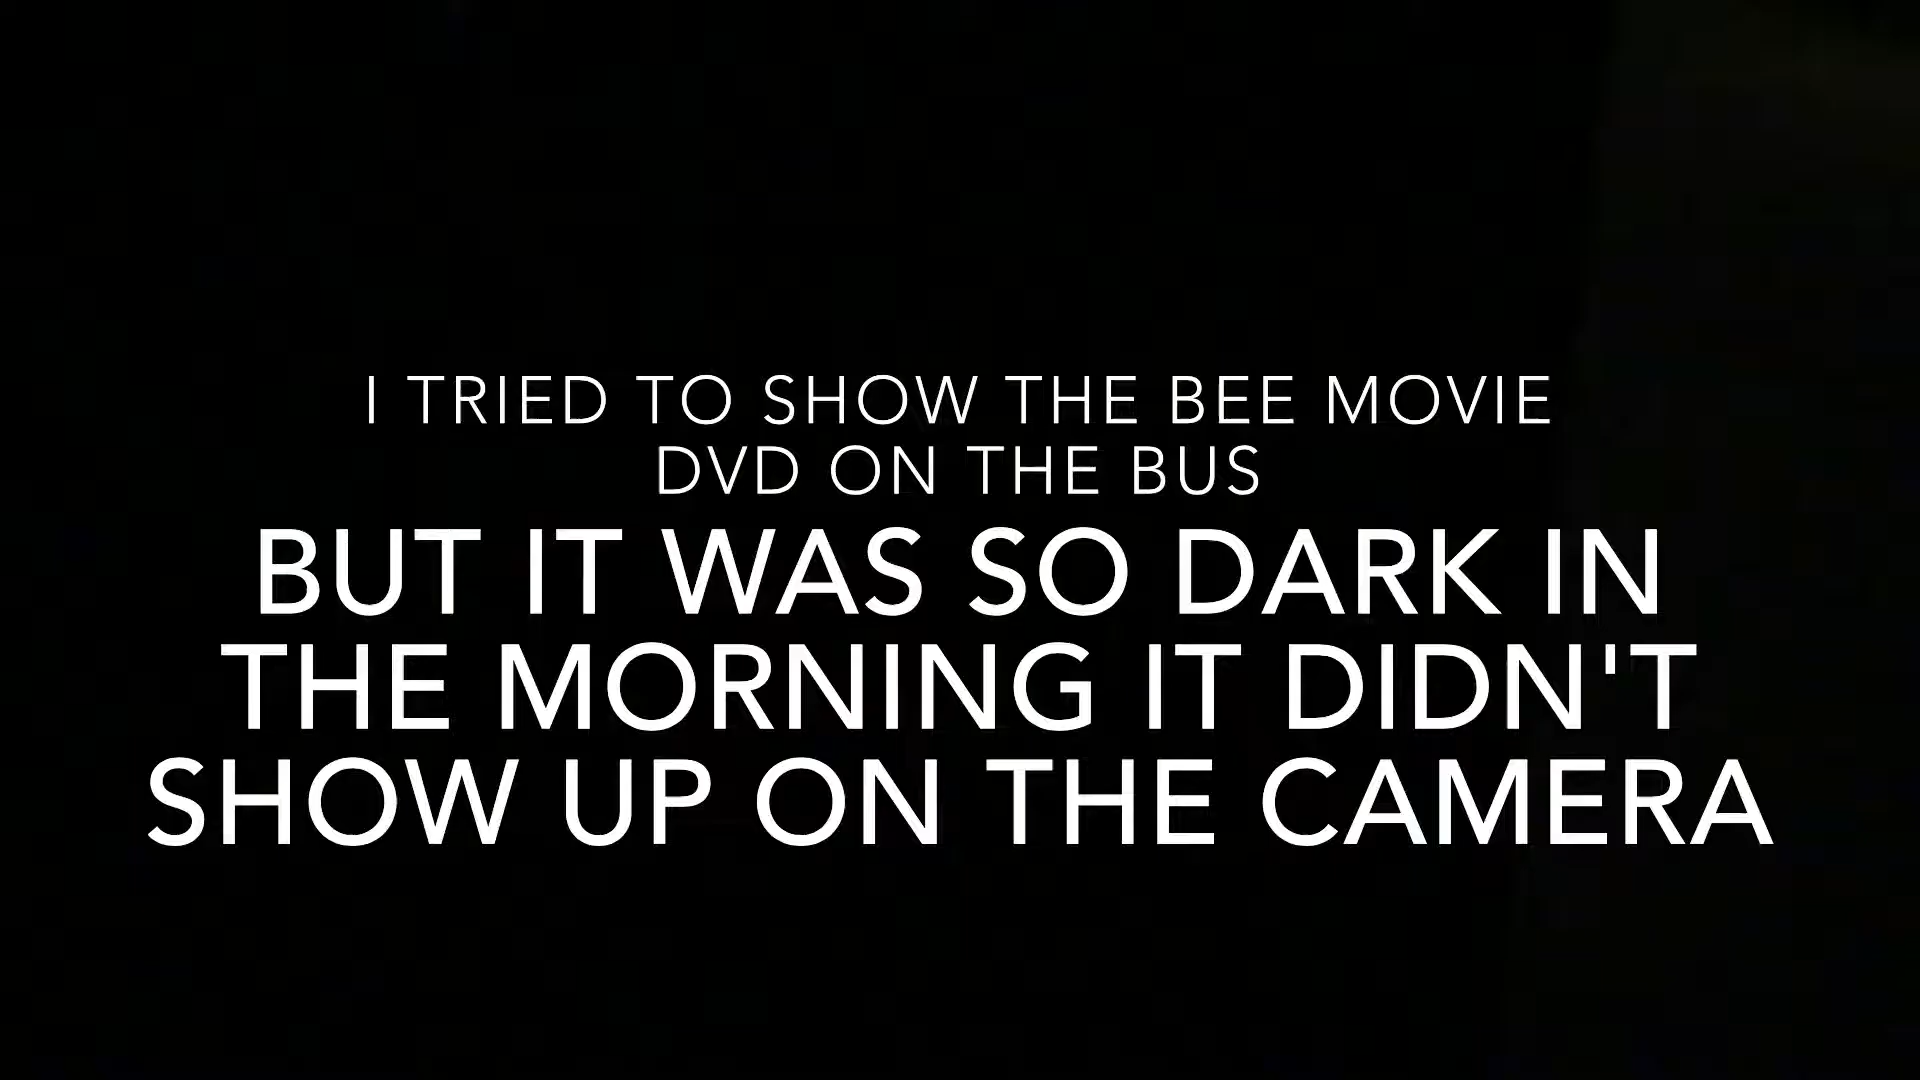 I TRIED TO SHOW THE BEE MOVIE
DVD ON THE BUS
BUT IT WAS SO DARK IN
THE MORNING IT DIDN'T
SHOW UP ON THE CAMERA